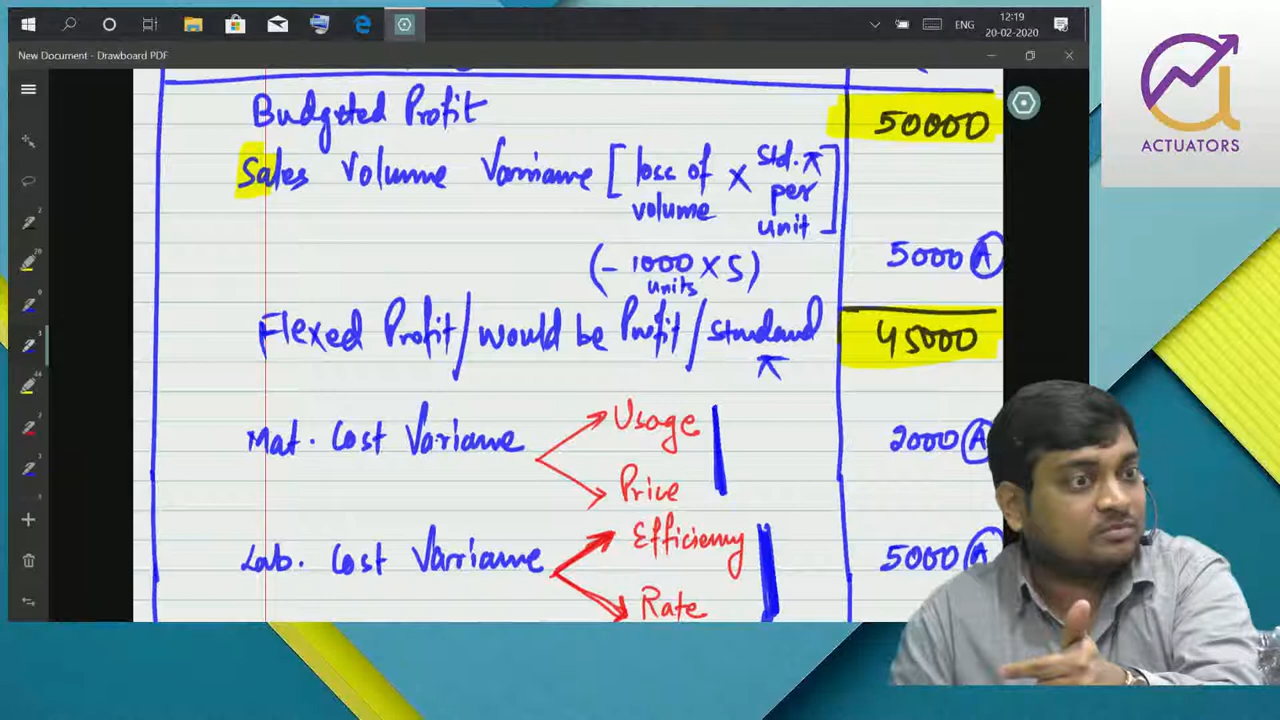 ENG
12:19
20-02-2020
New Document - Drawboard PDF
ACTUATORS
Budgeted Profit 50000
Sales Volume Variance [loss of volume × Std. π per unit]
(-1000 units × 5) 5000 A
Flexed Profit/would be Profit/standard π 45000
Mat. Cost Variance Usage 2000 A
Price
Lab. Cost Variance Efficiency 5000 A
Rate